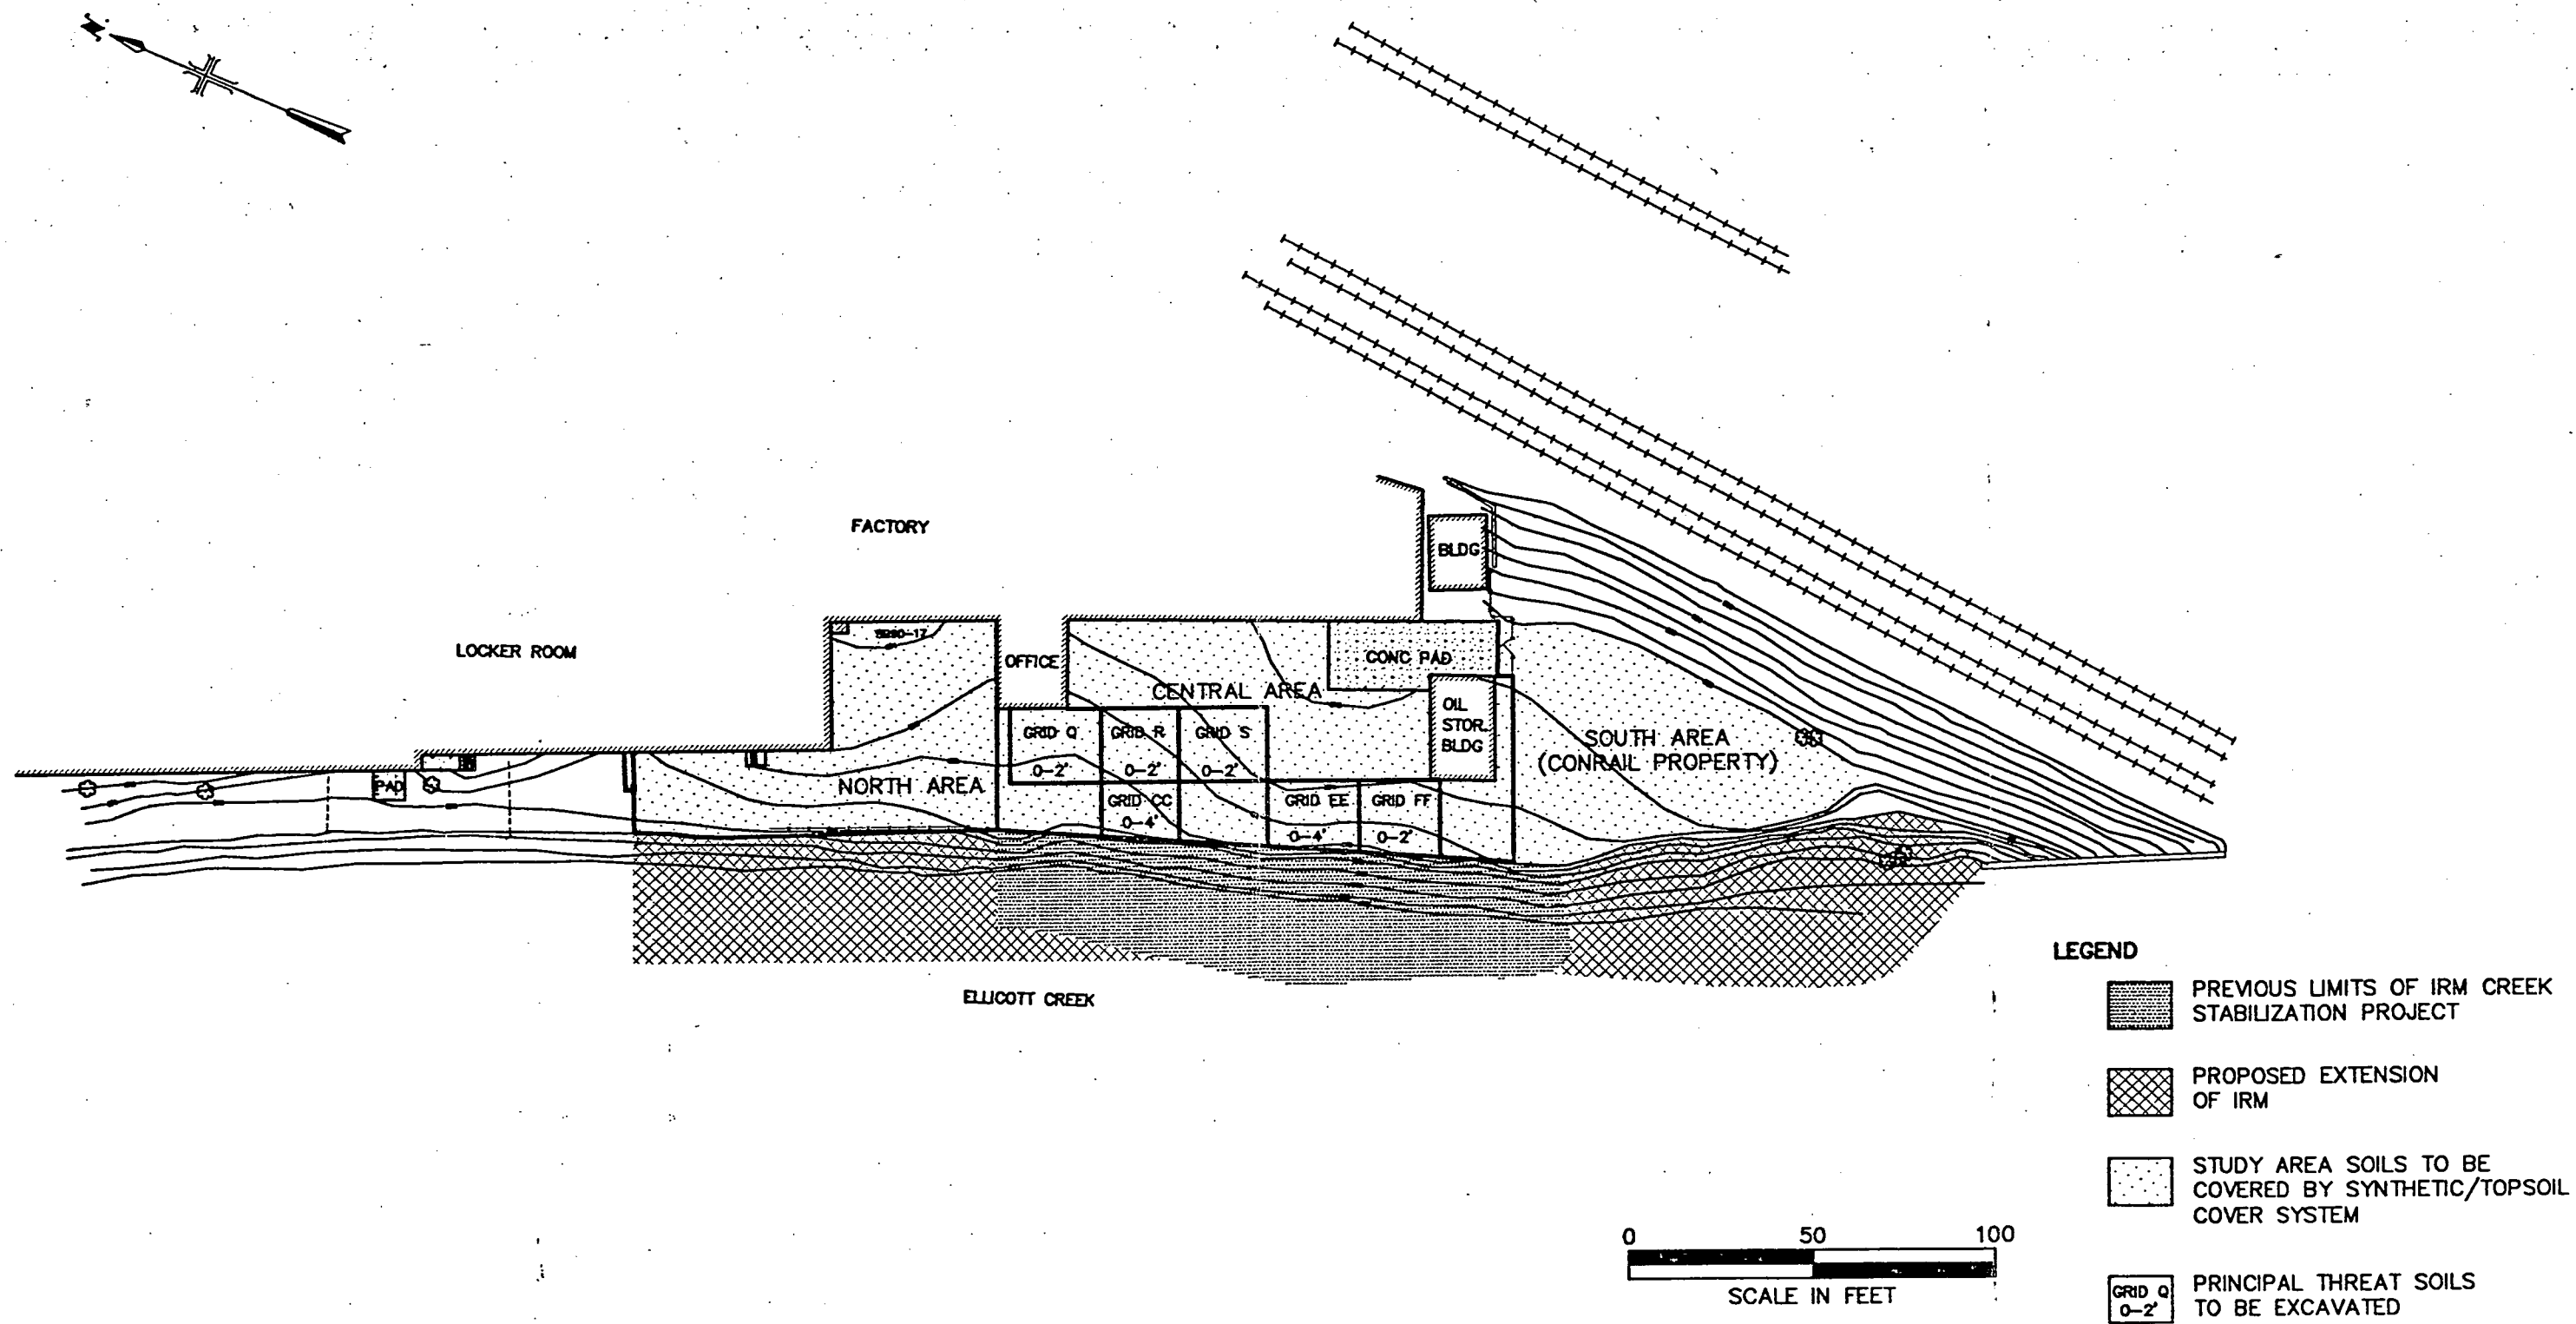 N
FACTORY
BLDG
LOCKER ROOM
OFFICE
CONC PAD
CENTRAL AREA
OIL
STOR.
BLDG
GRID Q
0-2'
GRID R
0-2'
GRID S
0-2'
SOUTH AREA
(CONRAIL PROPERTY)
PAD
NORTH AREA
GRID CC
0-4'
GRID EE
0-4'
GRID FF
0-2'
ELLICOTT CREEK
LEGEND
PREVIOUS LIMITS OF IRM CREEK
STABILIZATION PROJECT
PROPOSED EXTENSION
OF IRM
STUDY AREA SOILS TO BE
COVERED BY SYNTHETIC/TOPSOIL
COVER SYSTEM
GRID Q
0-2'
PRINCIPAL THREAT SOILS
TO BE EXCAVATED
0 50 100
SCALE IN FEET